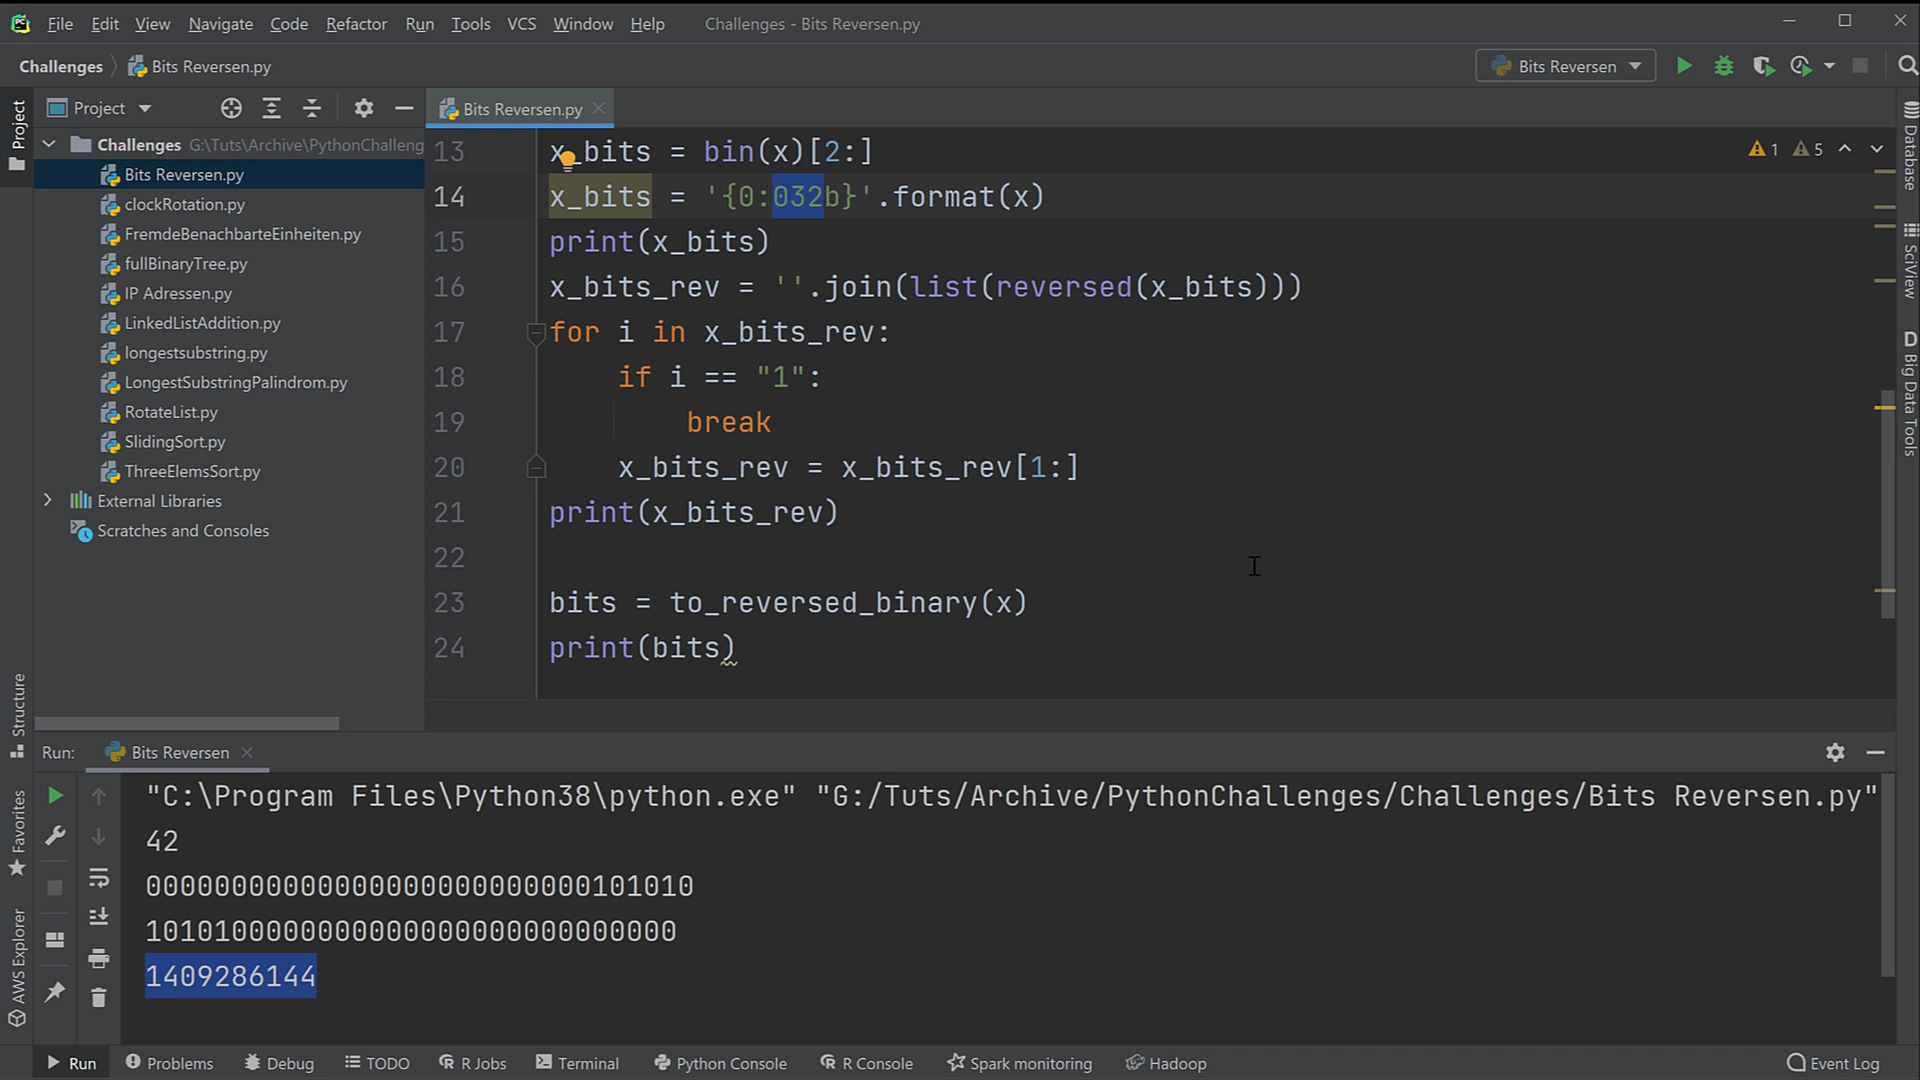 File Edit View Navigate Code Refactor Run Tools VCS Window Help Challenges - Bits Reversen.py
Challenges Bits Reversen.py Bits Reversen
Project Project Bits Reversen.py
Challenges G:\Tuts\Archive\PythonChalleng
Bits Reversen.py
clockRotation.py
FremdeBenachbarteEinheiten.py
fullBinaryTree.py
IP Adressen.py
LinkedListAddition.py
longestsubstring.py
LongestSubstringPalindrom.py
RotateList.py
SlidingSort.py
ThreeElemsSort.py
External Libraries
Scratches and Consoles
13 x_bits = bin(x)[2:]
14 x_bits = '{0:032b}'.format(x)
15 print(x_bits)
16 x_bits_rev = ''.join(list(reversed(x_bits)))
17 for i in x_bits_rev:
18 if i == "1":
19 break
20 x_bits_rev = x_bits_rev[1:]
21 print(x_bits_rev)
22
23 bits = to_reversed_binary(x)
24 print(bits)
1 5
Database
SciView
D Big Data Tools
Structure
Favorites
AWS Explorer
Run: Bits Reversen
"C:\Program Files\Python38\python.exe" "G:/Tuts/Archive/PythonChallenges/Challenges/Bits Reversen.py"
42
00000000000000000000000000101010
1010100000000000000000000000000
1409286144
Run Problems Debug TODO R Jobs Terminal Python Console R Console Spark monitoring Hadoop Event Log